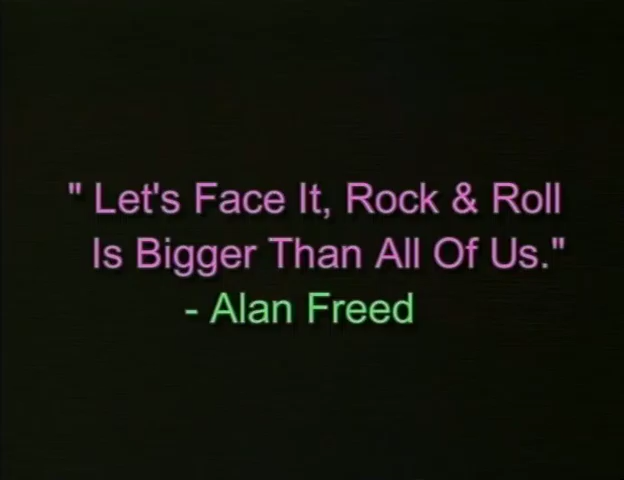 " Let's Face It, Rock & Roll
Is Bigger Than All Of Us."
- Alan Freed